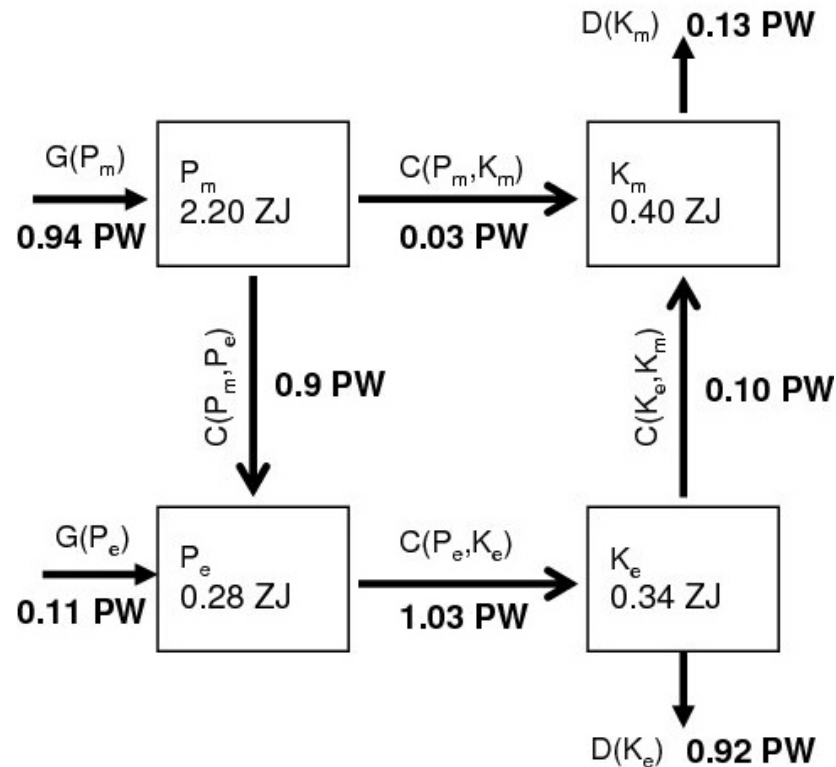 D(Kₘ) 0.13 PW
G(Pₘ)
0.94 PW
Pₘ
2.20 ZJ
C(Pₘ,Kₘ)
0.03 PW
Kₘ
0.40 ZJ
C(Pₘ,Pₑ)
0.9 PW
C(Kₑ,Kₘ)
0.10 PW
G(Pₑ)
0.11 PW
Pₑ
0.28 ZJ
C(Pₑ,Kₑ)
1.03 PW
Kₑ
0.34 ZJ
D(Kₑ) 0.92 PW